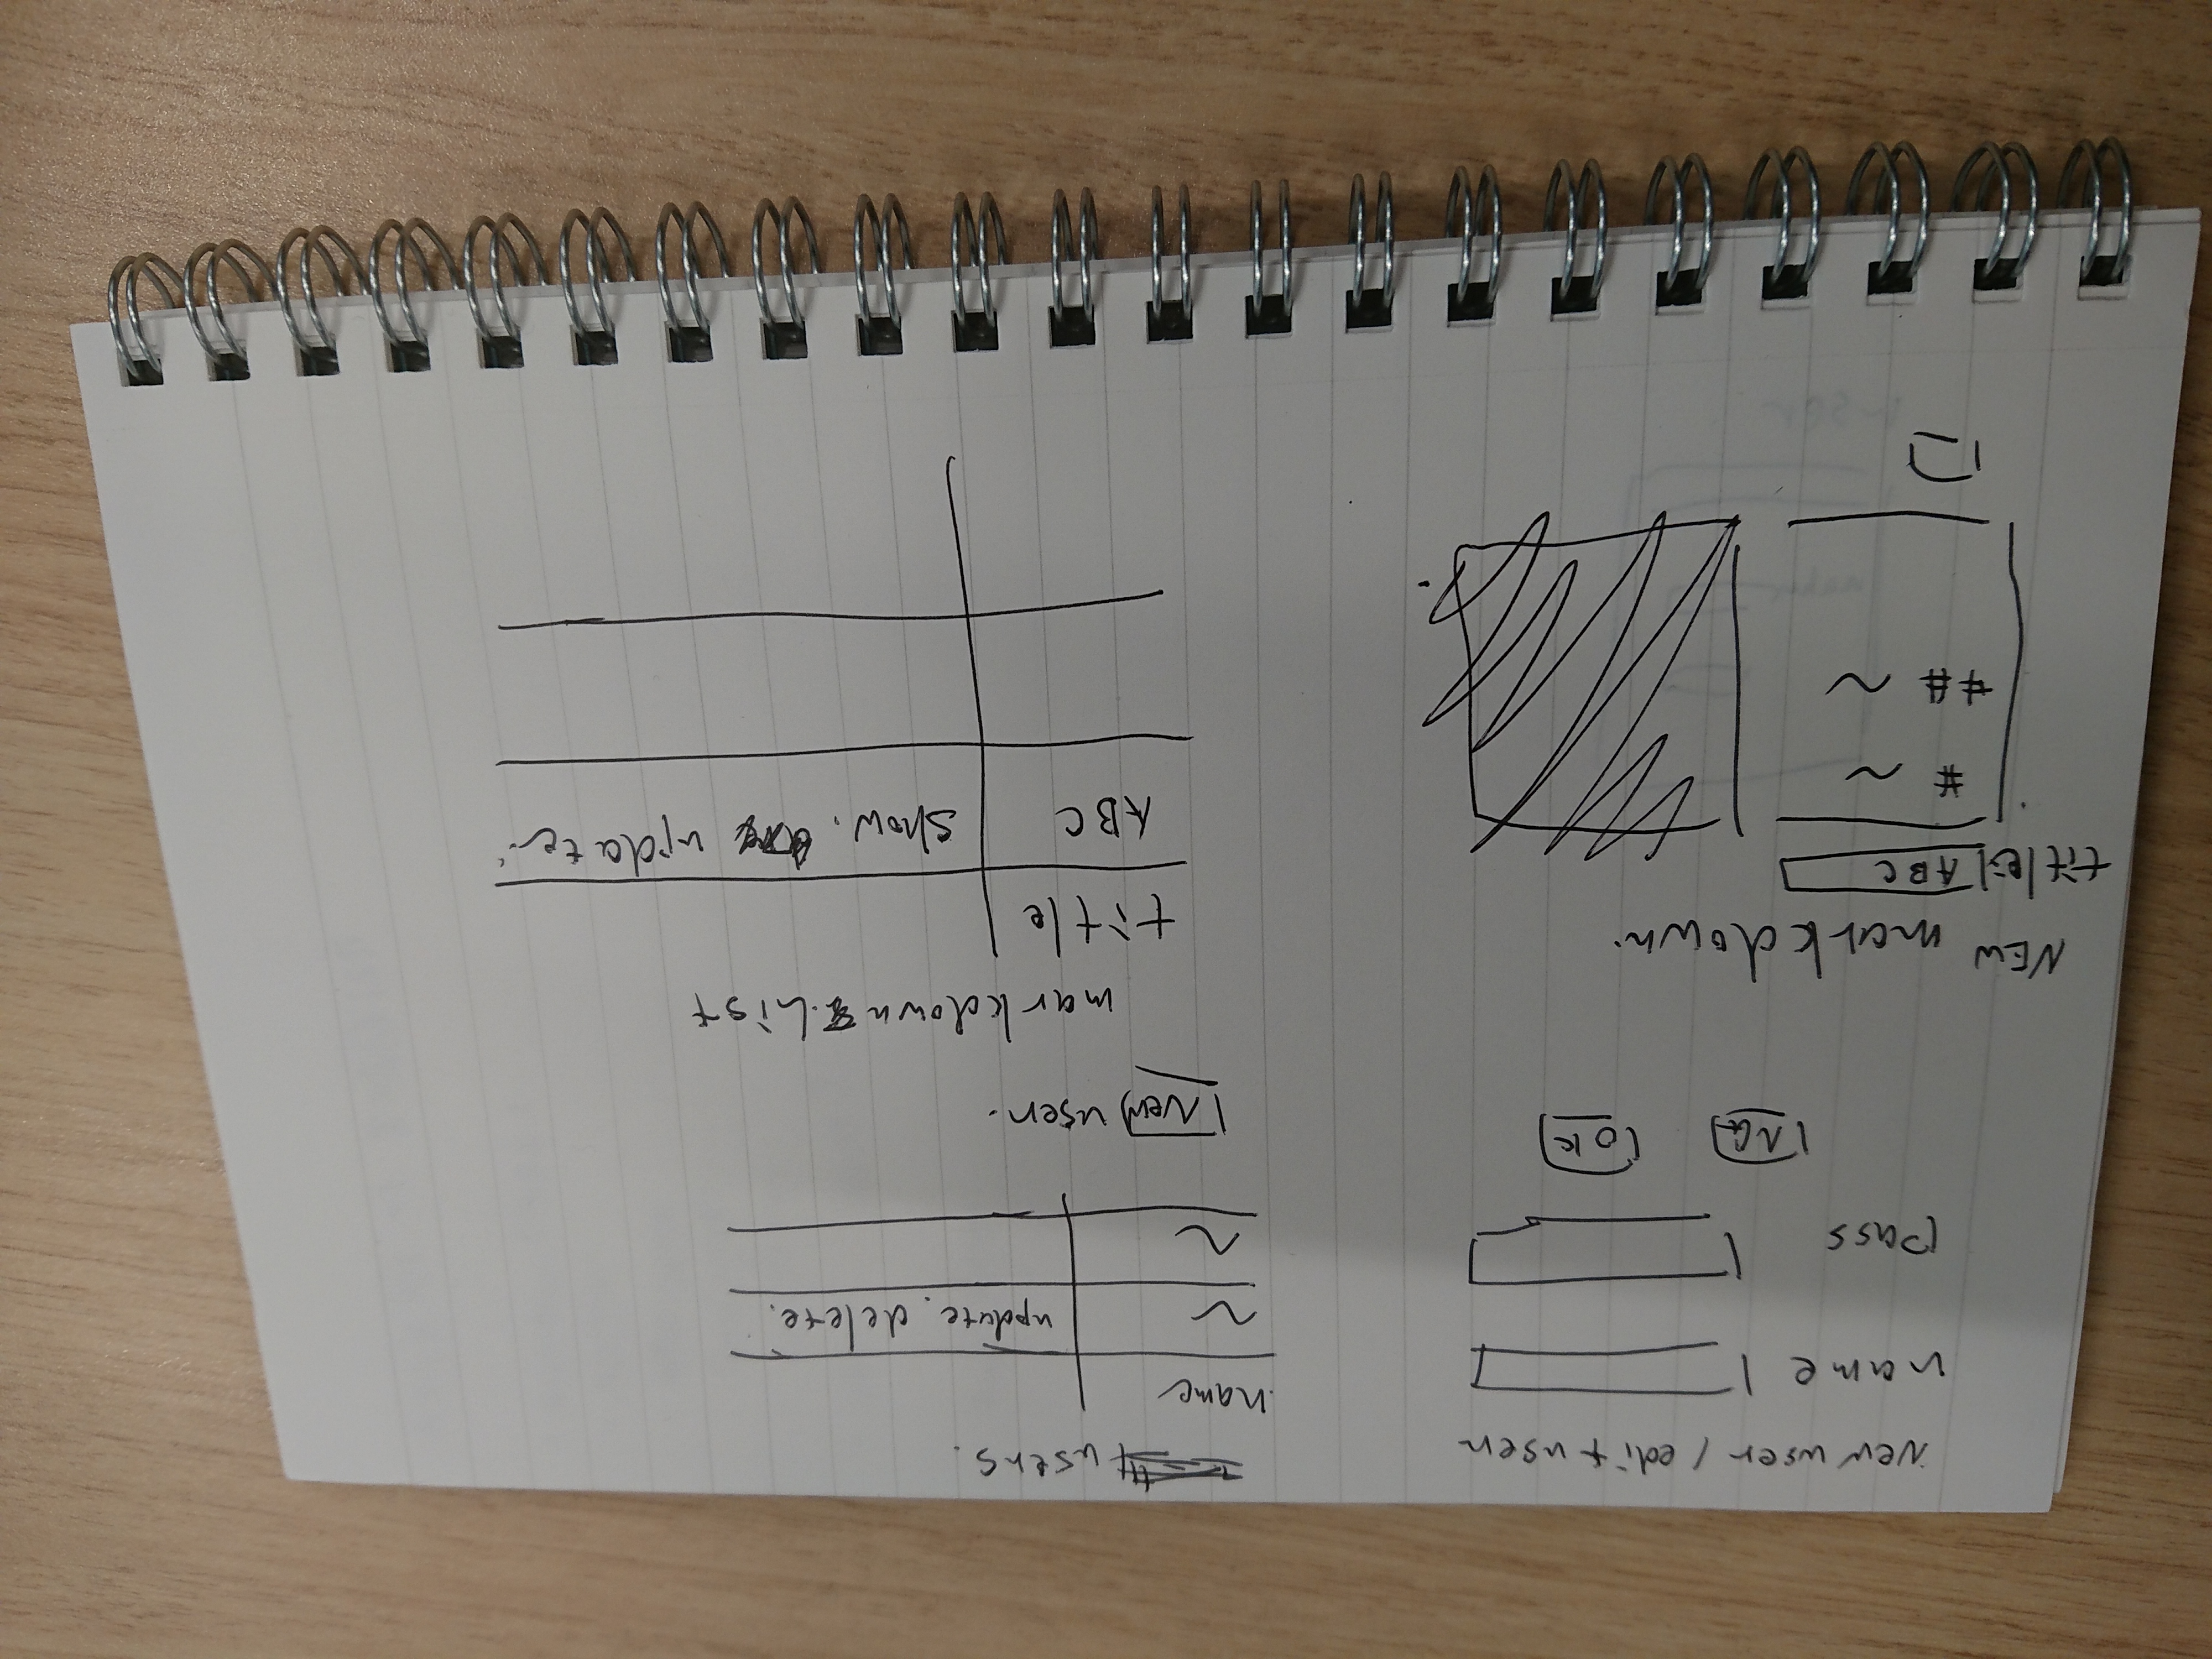 New user / edit user
name
pass
NG OK
users.
name
~ update. delete.
~
New user.
NEW markdown.
title: ABC
# ~
## ~
markdown List
title
ABC show. update.